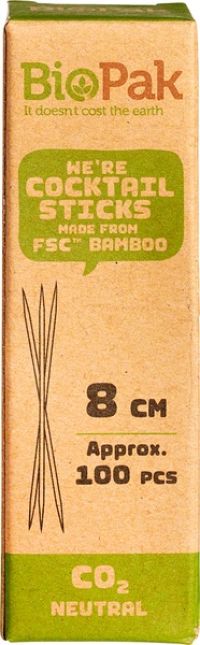 BioPak
It doesn't cost the earth
WE'RE
COCKTAIL
STICKS
MADE FROM
FSC™ BAMBOO
8 CM
Approx.
100 PCS
CO₂
NEUTRAL